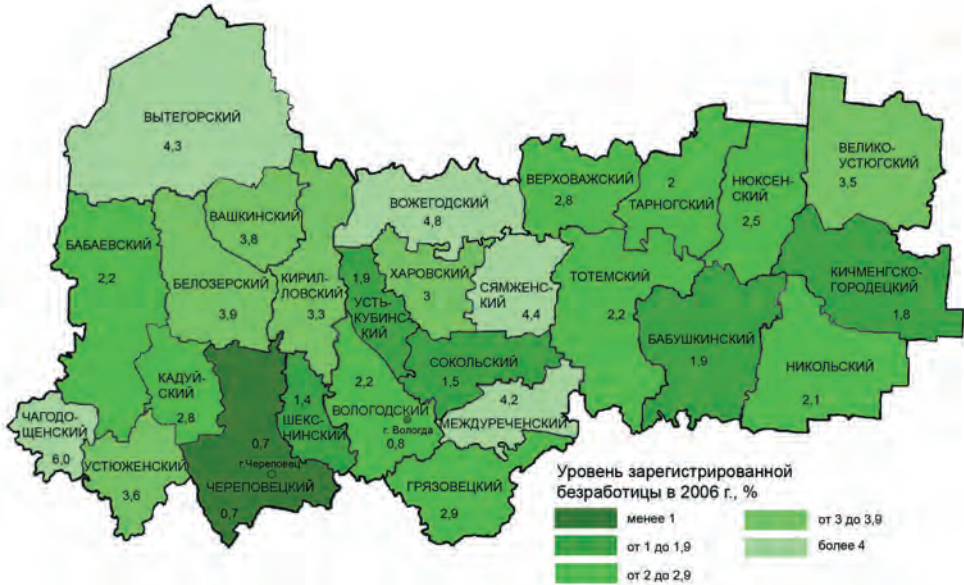 ВЫТЕГОРСКИЙ
4,3
ВАШКИНСКИЙ
3,8
ВОЖЕГОДСКИЙ
4,8
ВЕРХОВАЖСКИЙ
2,8
2
ТАРНОГСКИЙ
НЮКСЕН-
СКИЙ
2,5
ВЕЛИКО-
УСТЮГСКИЙ
3,5
БАБАЕВСКИЙ
2,2
БЕЛОЗЕРСКИЙ
3,9
КИРИЛ-
ЛОВСКИЙ
3,3
1,9
УСТЬ-
КУБИНС-
КИЙ
ХАРОВСКИЙ
3
СЯМЖЕН-
СКИЙ
4,4
ТОТЕМСКИЙ
2,2
КИЧМЕНГСКО-
ГОРОДЕЦКИЙ
1,8
БАБУШКИНСКИЙ
1,9
НИКОЛЬСКИЙ
2,1
СОКОЛЬСКИЙ
1,5
КАДУЙ-
СКИЙ
2,8
1,4
ШЕКС-
НИНСКИЙ
2,2
ВОЛОГОДСКИЙ
г. Вологда
0,8
4,2
МЕЖДУРЕЧЕНСКИЙ
ЧАГОДО-
ЩЕНСКИЙ
6,0
УСТЮЖЕНСКИЙ
3,6
0,7
г.Череповец
ЧЕРЕПОВЕЦКИЙ
0,7
ГРЯЗОВЕЦКИЙ
2,9
Уровень зарегистрированной
безработицы в 2006 г., %
менее 1
от 1 до 1,9
от 2 до 2,9
от 3 до 3,9
более 4